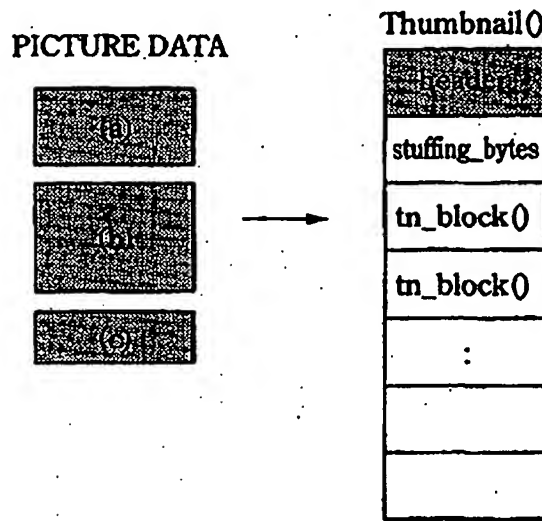 PICTURE DATA
(a)
(b)
(c)
Thumbnail()
header()
stuffing_bytes
tn_block()
tn_block()
: